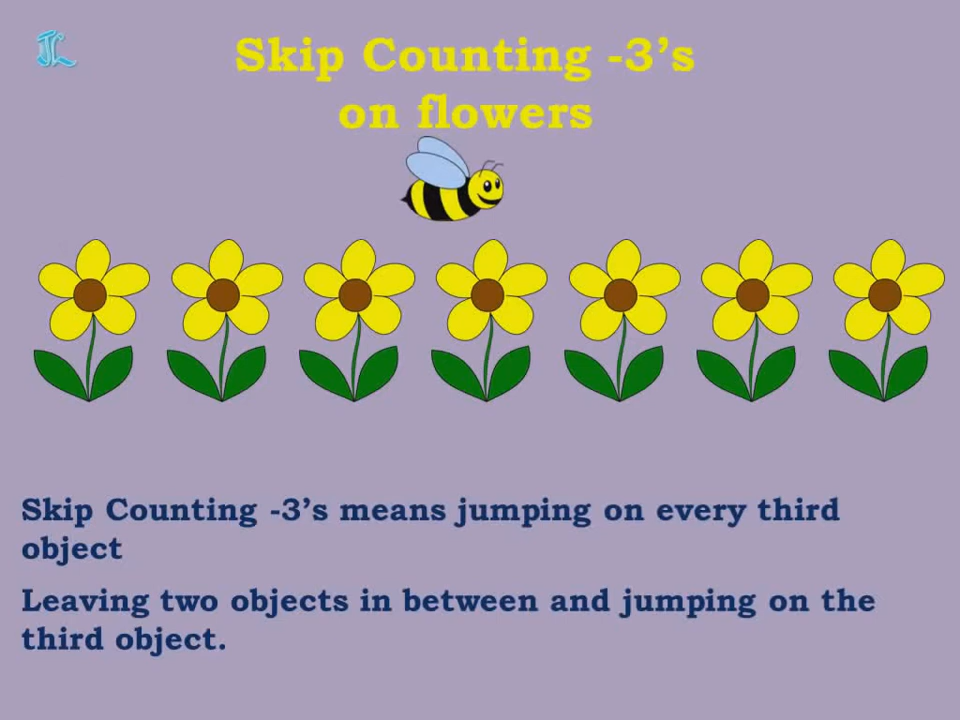 JL
Skip Counting -3’s
on flowers
Skip Counting -3’s means jumping on every third
object
Leaving two objects in between and jumping on the
third object.